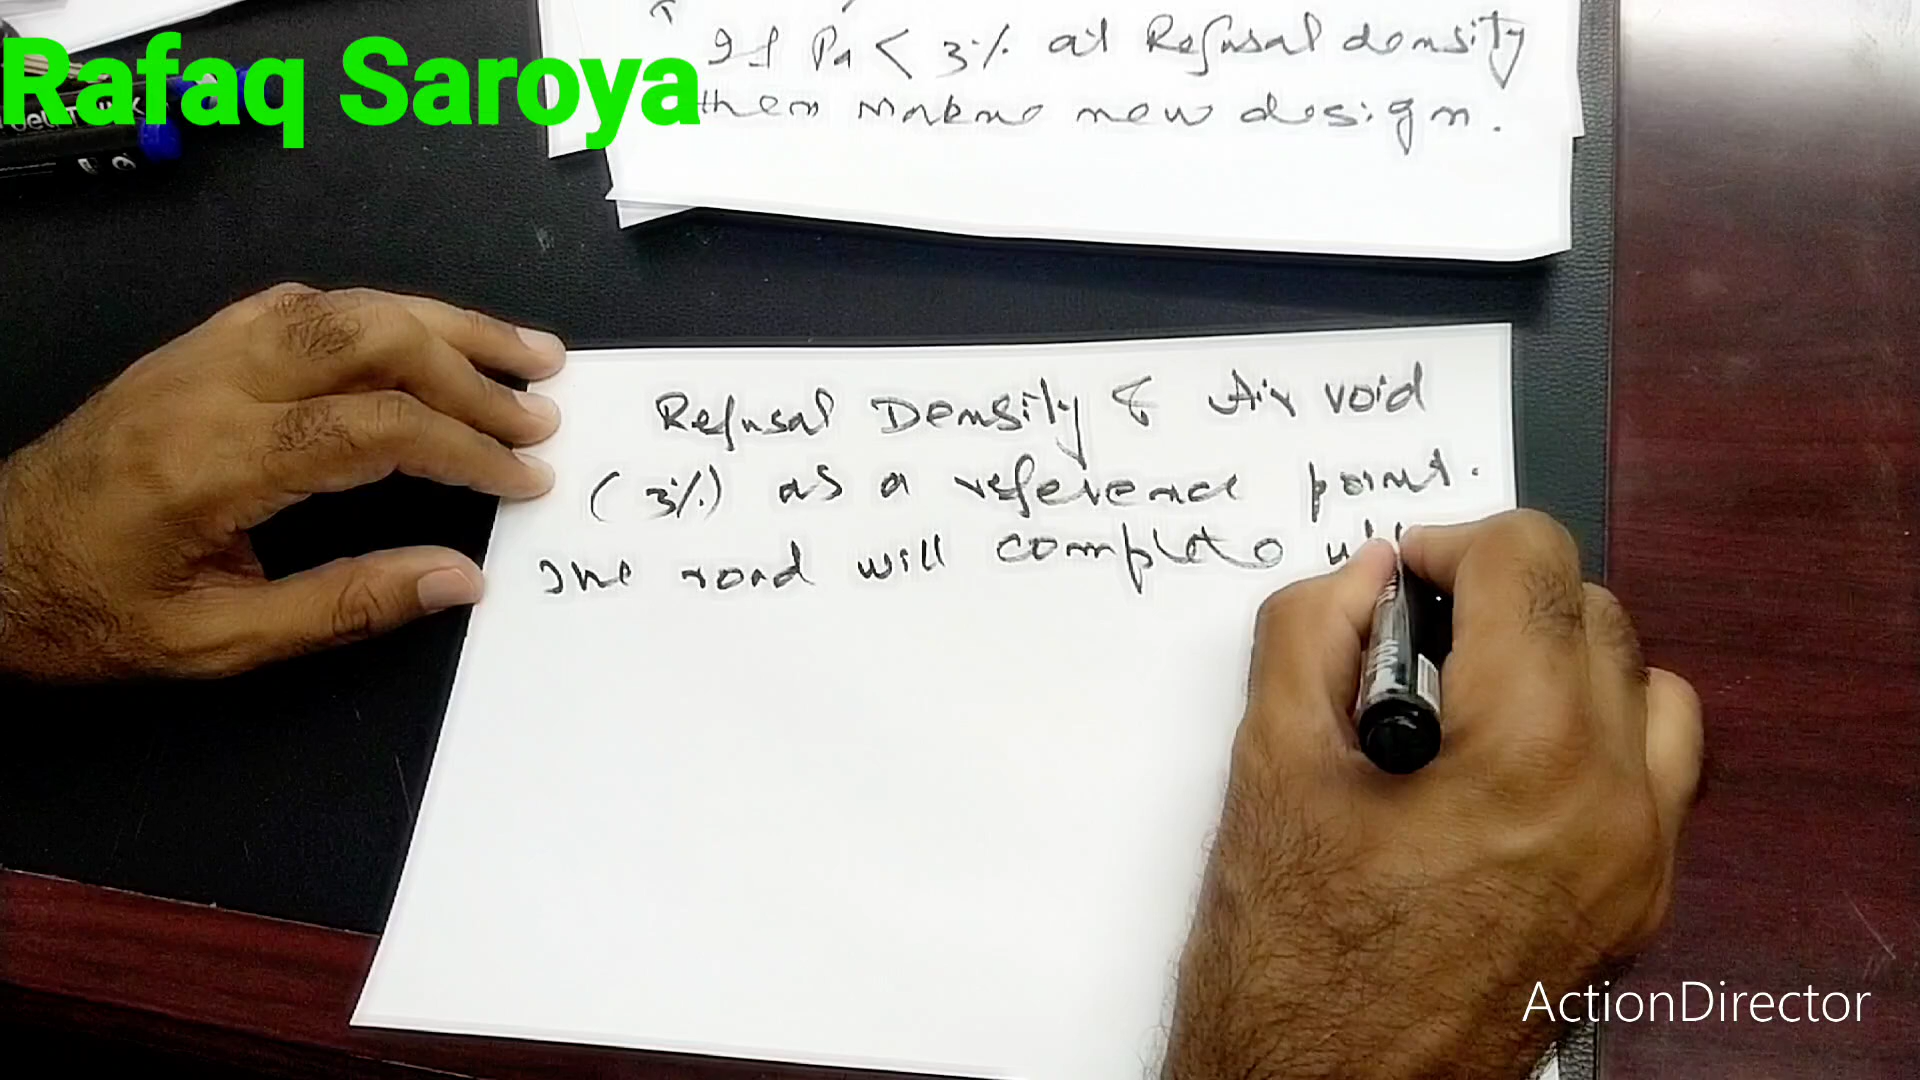 Rafaq Saroya
If Pa < 3% at Refusal density
then makes new design.
Refusal Density & Air void
(3%) as a reference point.
The road will complete
ActionDirector